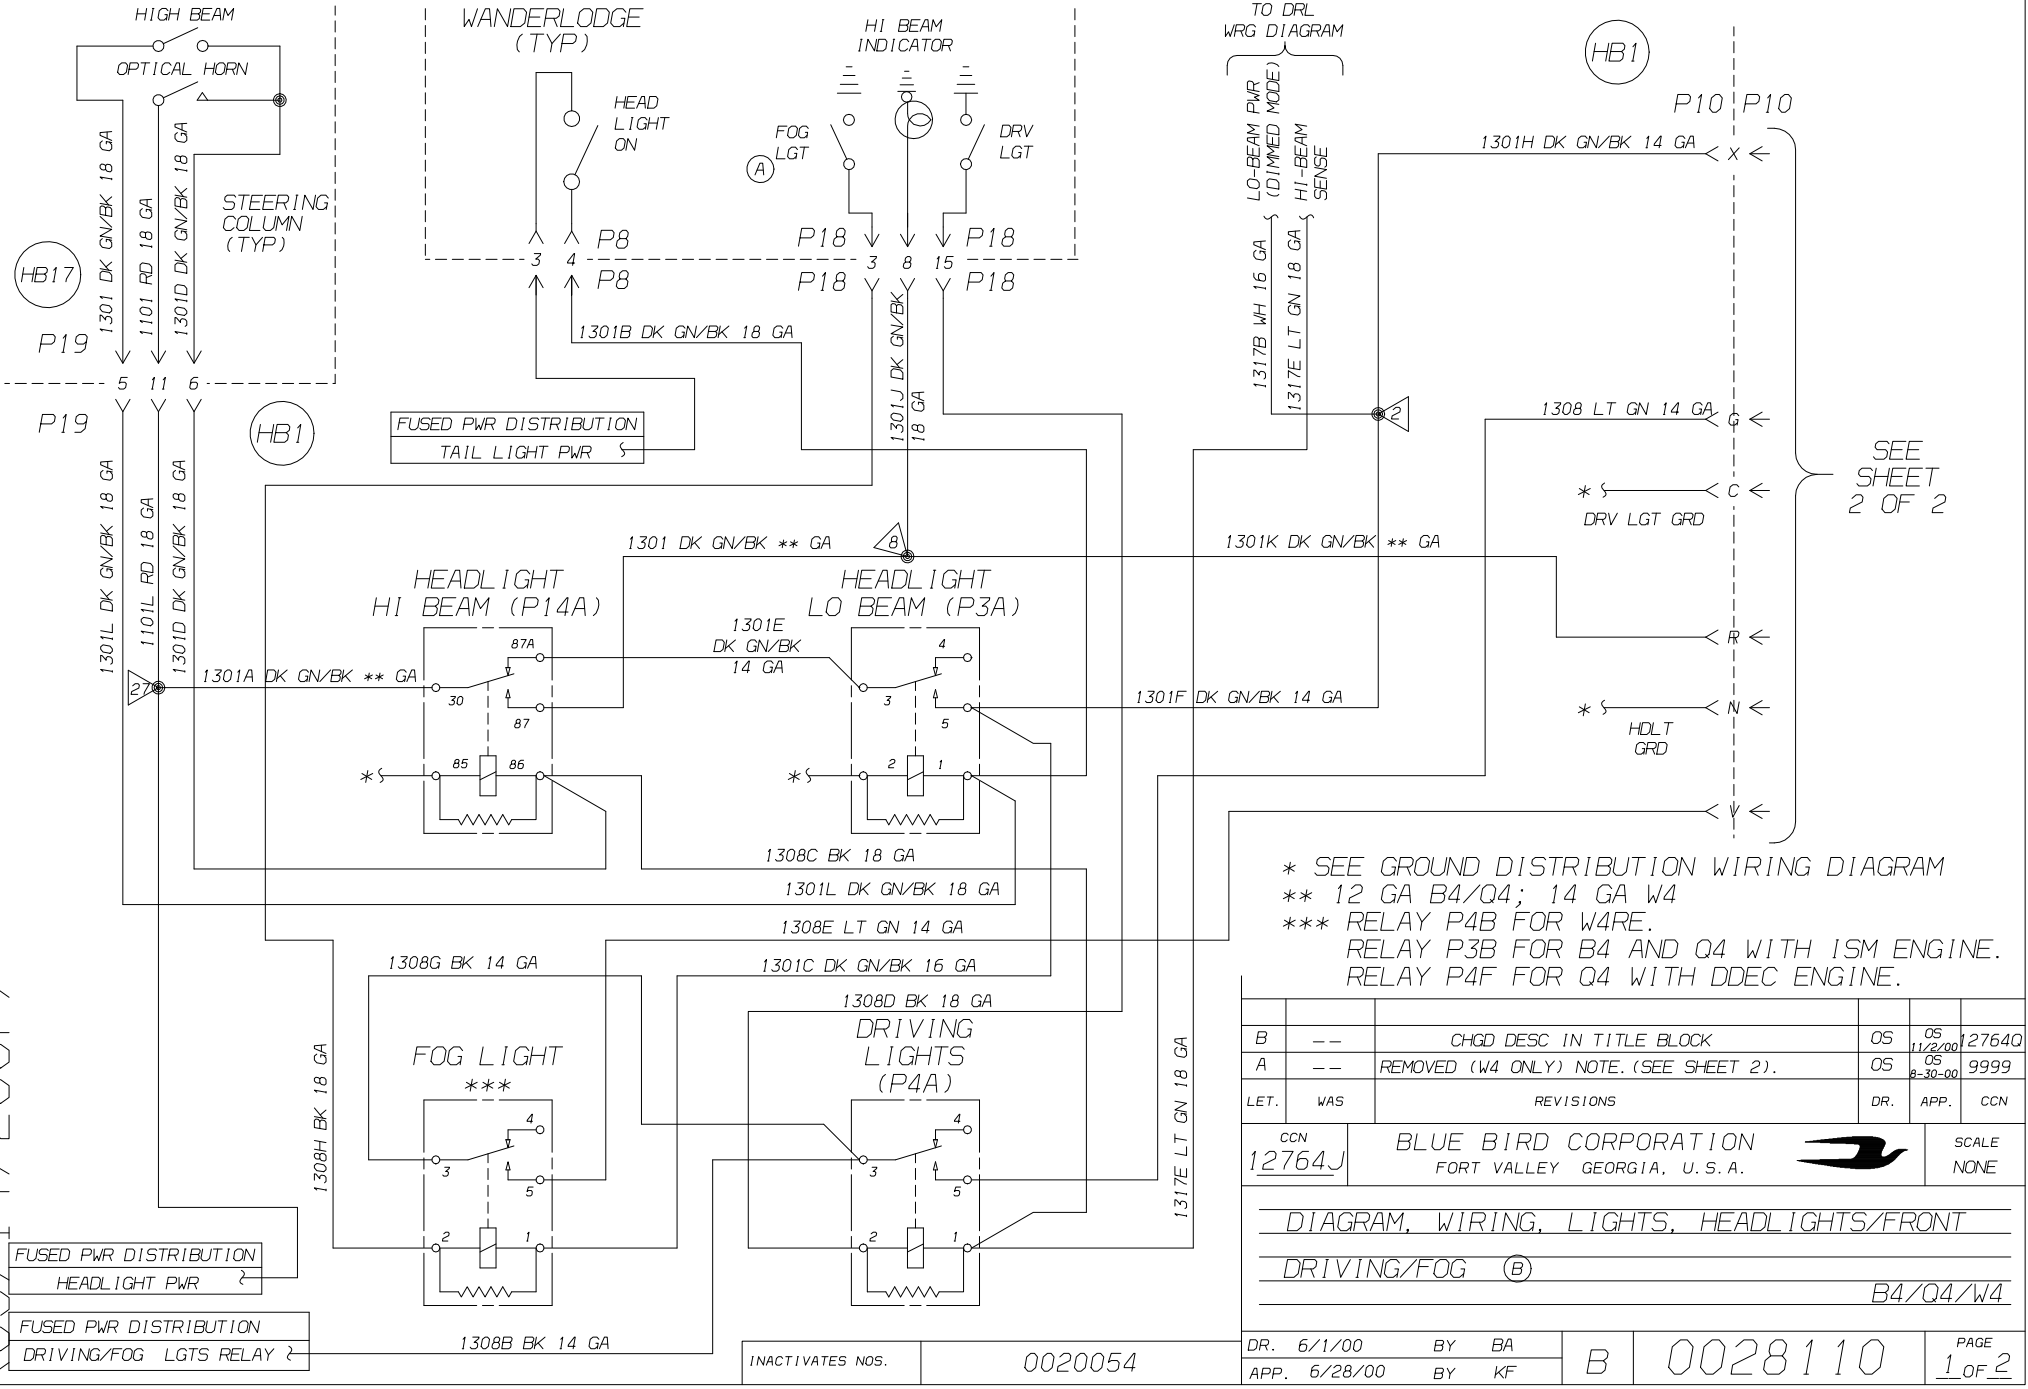 HIGH BEAM
OPTICAL HORN
1301 DK GN/BK 18 GA
1101 RD 18 GA
1301D DK GN/BK 18 GA
STEERING
COLUMN
(TYP)
HB17
P19
5 11 6
P19
HB1
1301L DK GN/BK 18 GA
1101L RD 18 GA
1301D DK GN/BK 18 GA
27
WANDERLODGE
(TYP)
HEAD
LIGHT
ON
P8
3 4
P8
1301B DK GN/BK 18 GA
FUSED PWR DISTRIBUTION
TAIL LIGHT PWR
HI BEAM
INDICATOR
FOG
LGT
A
DRV
LGT
P18 P18
3 8 15
P18 P18
1301J DK GN/BK
18 GA
TO DRL
WRG DIAGRAM
LO-BEAM PWR
(DIMMED MODE)
HI-BEAM
SENSE
1317B WH 16 GA
1317E LT GN 18 GA
2
HB1
P10 P10
1301H DK GN/BK 14 GA
X
1308 LT GN 14 GA
G
* C
DRV LGT GRD
R
* N
HDLT
GRD
V
SEE
SHEET
2 OF 2
1301 DK GN/BK ** GA
8
1301K DK GN/BK ** GA
HEADLIGHT
HI BEAM (P14A)
1301A DK GN/BK ** GA
87A
30
87
* 85 86
1301E
DK GN/BK
14 GA
HEADLIGHT
LO BEAM (P3A)
4
3
5
* 2 1
1301F DK GN/BK 14 GA
1308C BK 18 GA
1301L DK GN/BK 18 GA
1308E LT GN 14 GA
1308G BK 14 GA
1301C DK GN/BK 16 GA
1308D BK 18 GA
1308H BK 18 GA
FOG LIGHT
***
4
3
5
2 1
DRIVING
LIGHTS
(P4A)
4
3
5
2 1
1317E LT GN 18 GA
FUSED PWR DISTRIBUTION
HEADLIGHT PWR
FUSED PWR DISTRIBUTION
DRIVING/FOG LGTS RELAY
1308B BK 14 GA
* SEE GROUND DISTRIBUTION WIRING DIAGRAM
** 12 GA B4/Q4; 14 GA W4
*** RELAY P4B FOR W4RE.
RELAY P3B FOR B4 AND Q4 WITH ISM ENGINE.
RELAY P4F FOR Q4 WITH DDEC ENGINE.
B -- CHGD DESC IN TITLE BLOCK OS OS 11/2/00 12764Q
A -- REMOVED (W4 ONLY) NOTE.(SEE SHEET 2). OS OS 8-30-00 9999
LET. WAS REVISIONS DR. APP. CCN
CCN
12764J
BLUE BIRD CORPORATION
FORT VALLEY GEORGIA, U.S.A.
SCALE
NONE
DIAGRAM, WIRING, LIGHTS, HEADLIGHTS/FRONT
DRIVING/FOG B
B4/Q4/W4
INACTIVATES NOS. 0020054
DR. 6/1/00 BY BA
APP. 6/28/00 BY KF
B 0028110
PAGE
1 OF 2